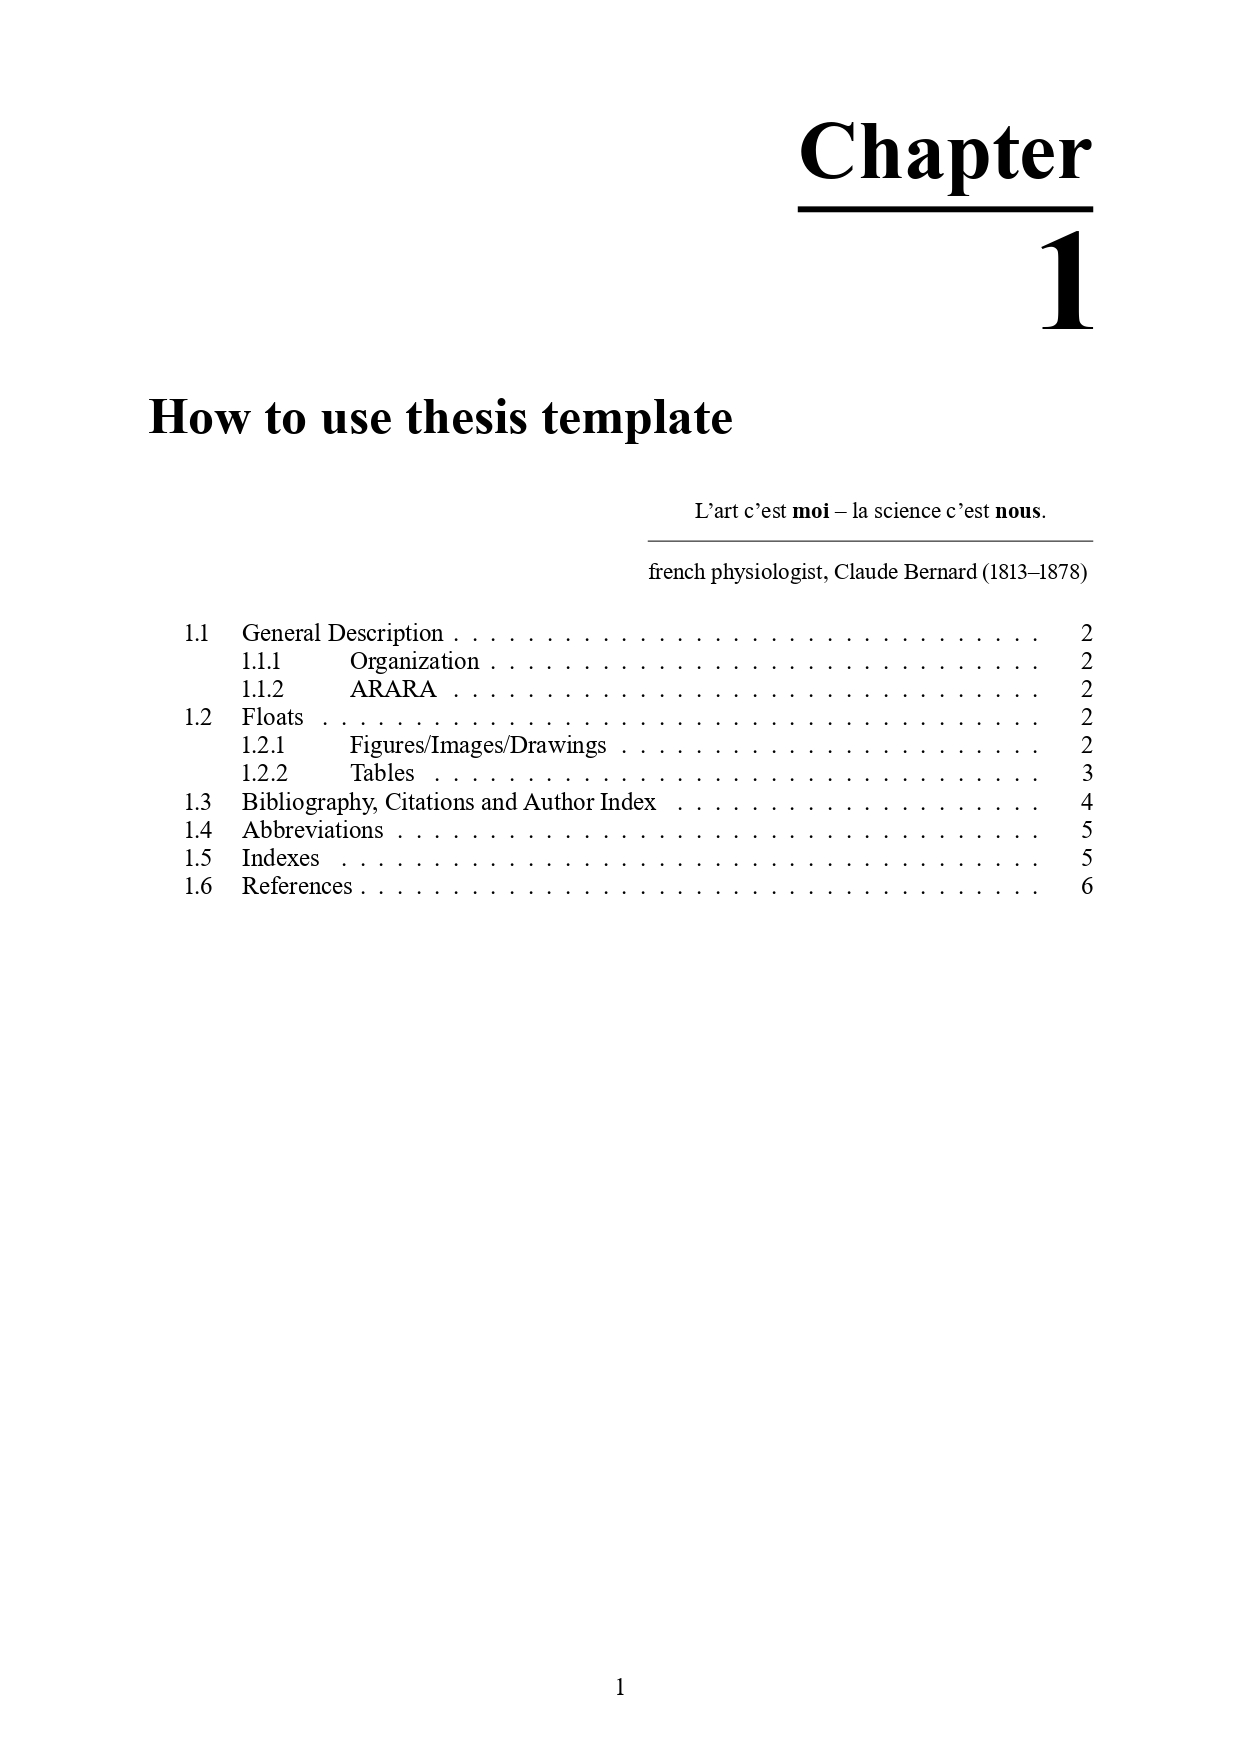 Chapter
1
How to use thesis template
L’art c’est moi – la science c’est nous.
french physiologist, Claude Bernard (1813–1878)
1.1 General Description . . . . . . . . . . . . . . . . . . . . . . . . . . . . . . . . 2
1.1.1 Organization . . . . . . . . . . . . . . . . . . . . . . . . . . . . . . 2
1.1.2 ARARA . . . . . . . . . . . . . . . . . . . . . . . . . . . . . . . . 2
1.2 Floats . . . . . . . . . . . . . . . . . . . . . . . . . . . . . . . . . . . . . . . 2
1.2.1 Figures/Images/Drawings . . . . . . . . . . . . . . . . . . . . . . . 2
1.2.2 Tables . . . . . . . . . . . . . . . . . . . . . . . . . . . . . . . . . 3
1.3 Bibliography, Citations and Author Index . . . . . . . . . . . . . . . . . . . . 4
1.4 Abbreviations . . . . . . . . . . . . . . . . . . . . . . . . . . . . . . . . . . . 5
1.5 Indexes . . . . . . . . . . . . . . . . . . . . . . . . . . . . . . . . . . . . . . 5
1.6 References . . . . . . . . . . . . . . . . . . . . . . . . . . . . . . . . . . . . . 6
1